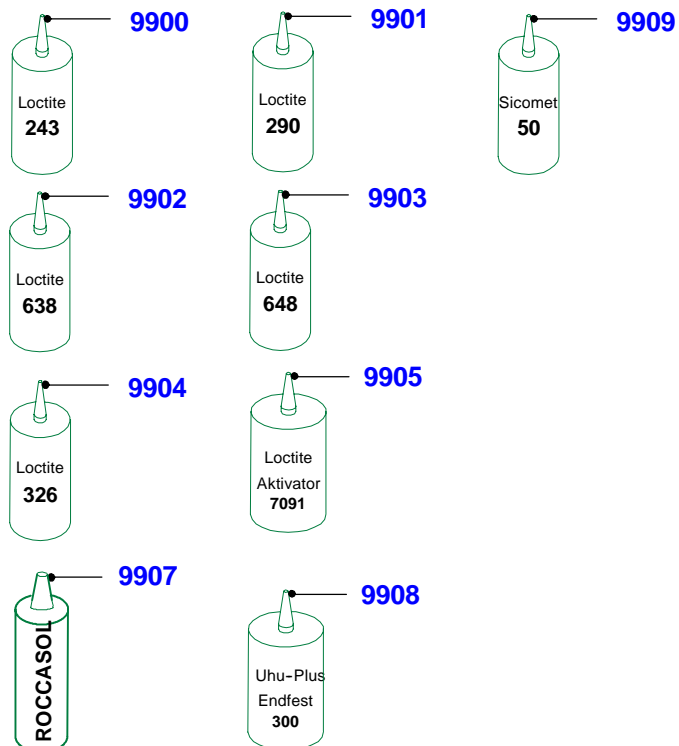 9900
Loctite
243
9901
Loctite
290
9909
Sicomet
50
9902
Loctite
638
9903
Loctite
648
9904
Loctite
326
9905
Loctite
Aktivator
7091
9907
ROCCASOL
9908
Uhu-Plus
Endfest
300